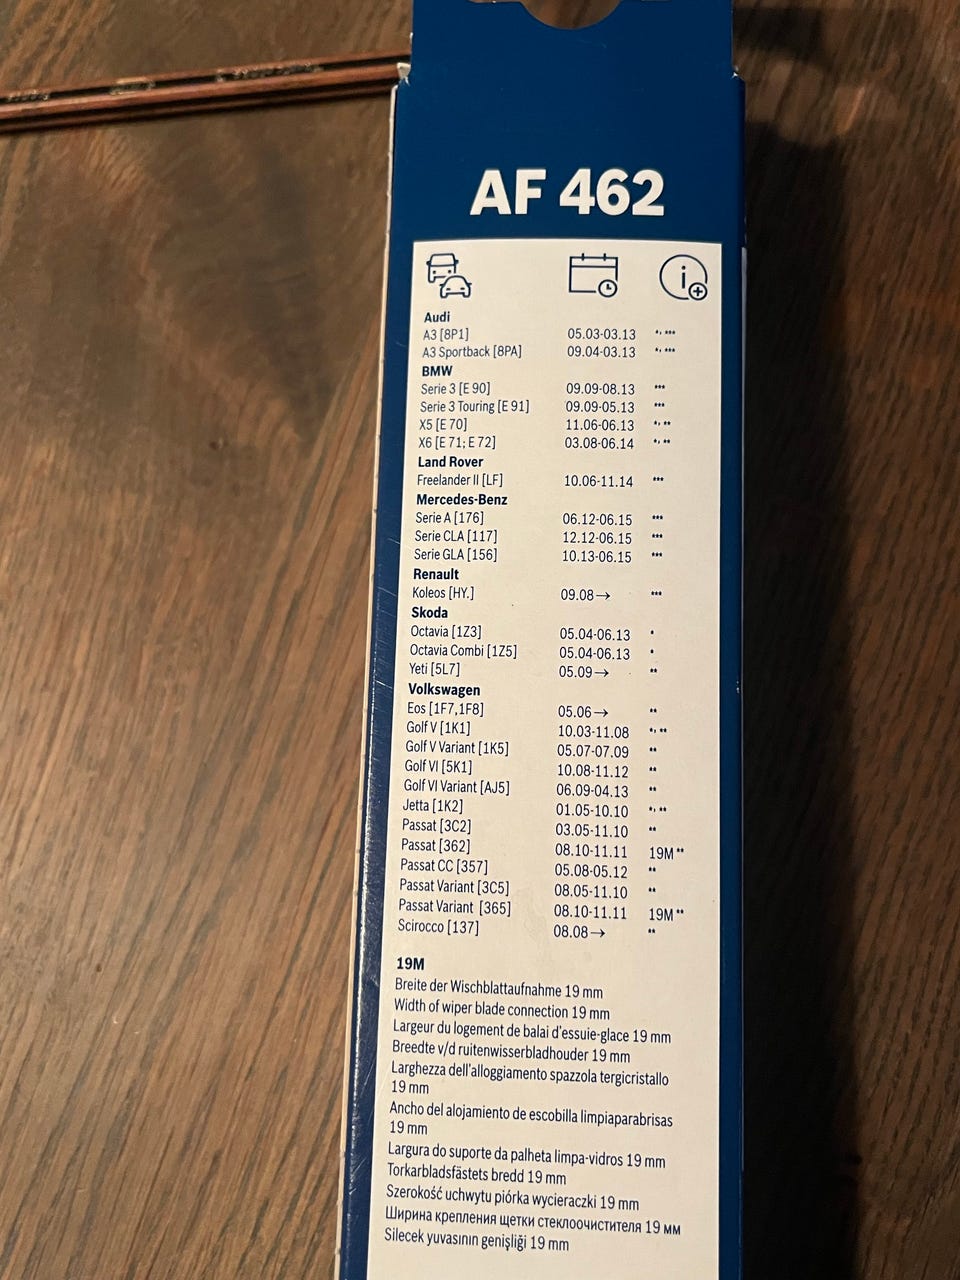 AF 462
Audi
A3 [8P1] 05.03-03.13 *, ***
A3 Sportback [8PA] 09.04-03.13 *, ***
BMW
Serie 3 [E 90] 09.09-08.13 ***
Serie 3 Touring [E 91] 09.09-05.13 ***
X5 [E 70] 11.06-06.13 *, **
X6 [E 71; E 72] 03.08-06.14 *, **
Land Rover
Freelander II [LF] 10.06-11.14 ***
Mercedes-Benz
Serie A [176] 06.12-06.15 ***
Serie CLA [117] 12.12-06.15 ***
Serie GLA [156] 10.13-06.15 ***
Renault
Koleos [HY.] 09.08→ ***
Skoda
Octavia [1Z3] 05.04-06.13 *
Octavia Combi [1Z5] 05.04-06.13 *
Yeti [5L7] 05.09→ **
Volkswagen
Eos [1F7,1F8] 05.06→ **
Golf V [1K1] 10.03-11.08 *, **
Golf V Variant [1K5] 05.07-07.09 **
Golf VI [5K1] 10.08-11.12 **
Golf VI Variant [AJ5] 06.09-04.13 **
Jetta [1K2] 01.05-10.10 *, **
Passat [3C2] 03.05-11.10 **
Passat [362] 08.10-11.11 19M **
Passat CC [357] 05.08-05.12 **
Passat Variant [3C5] 08.05-11.10 **
Passat Variant [365] 08.10-11.11 19M **
Scirocco [137] 08.08→ **
19M
Breite der Wischblattaufnahme 19 mm
Width of wiper blade connection 19 mm
Largeur du logement de balai d'essuie-glace 19 mm
Breedte v/d ruitenwisserbladhouder 19 mm
Larghezza dell'alloggiamento spazzola tergicristallo
19 mm
Ancho del alojamiento de escobilla limpiaparabrisas
19 mm
Largura do suporte da palheta limpa-vidros 19 mm
Torkarbladsfästets bredd 19 mm
Szerokość uchwytu piórka wycieraczki 19 mm
Ширина крепления щетки стеклоочистителя 19 мм
Silecek yuvasının genişliği 19 mm